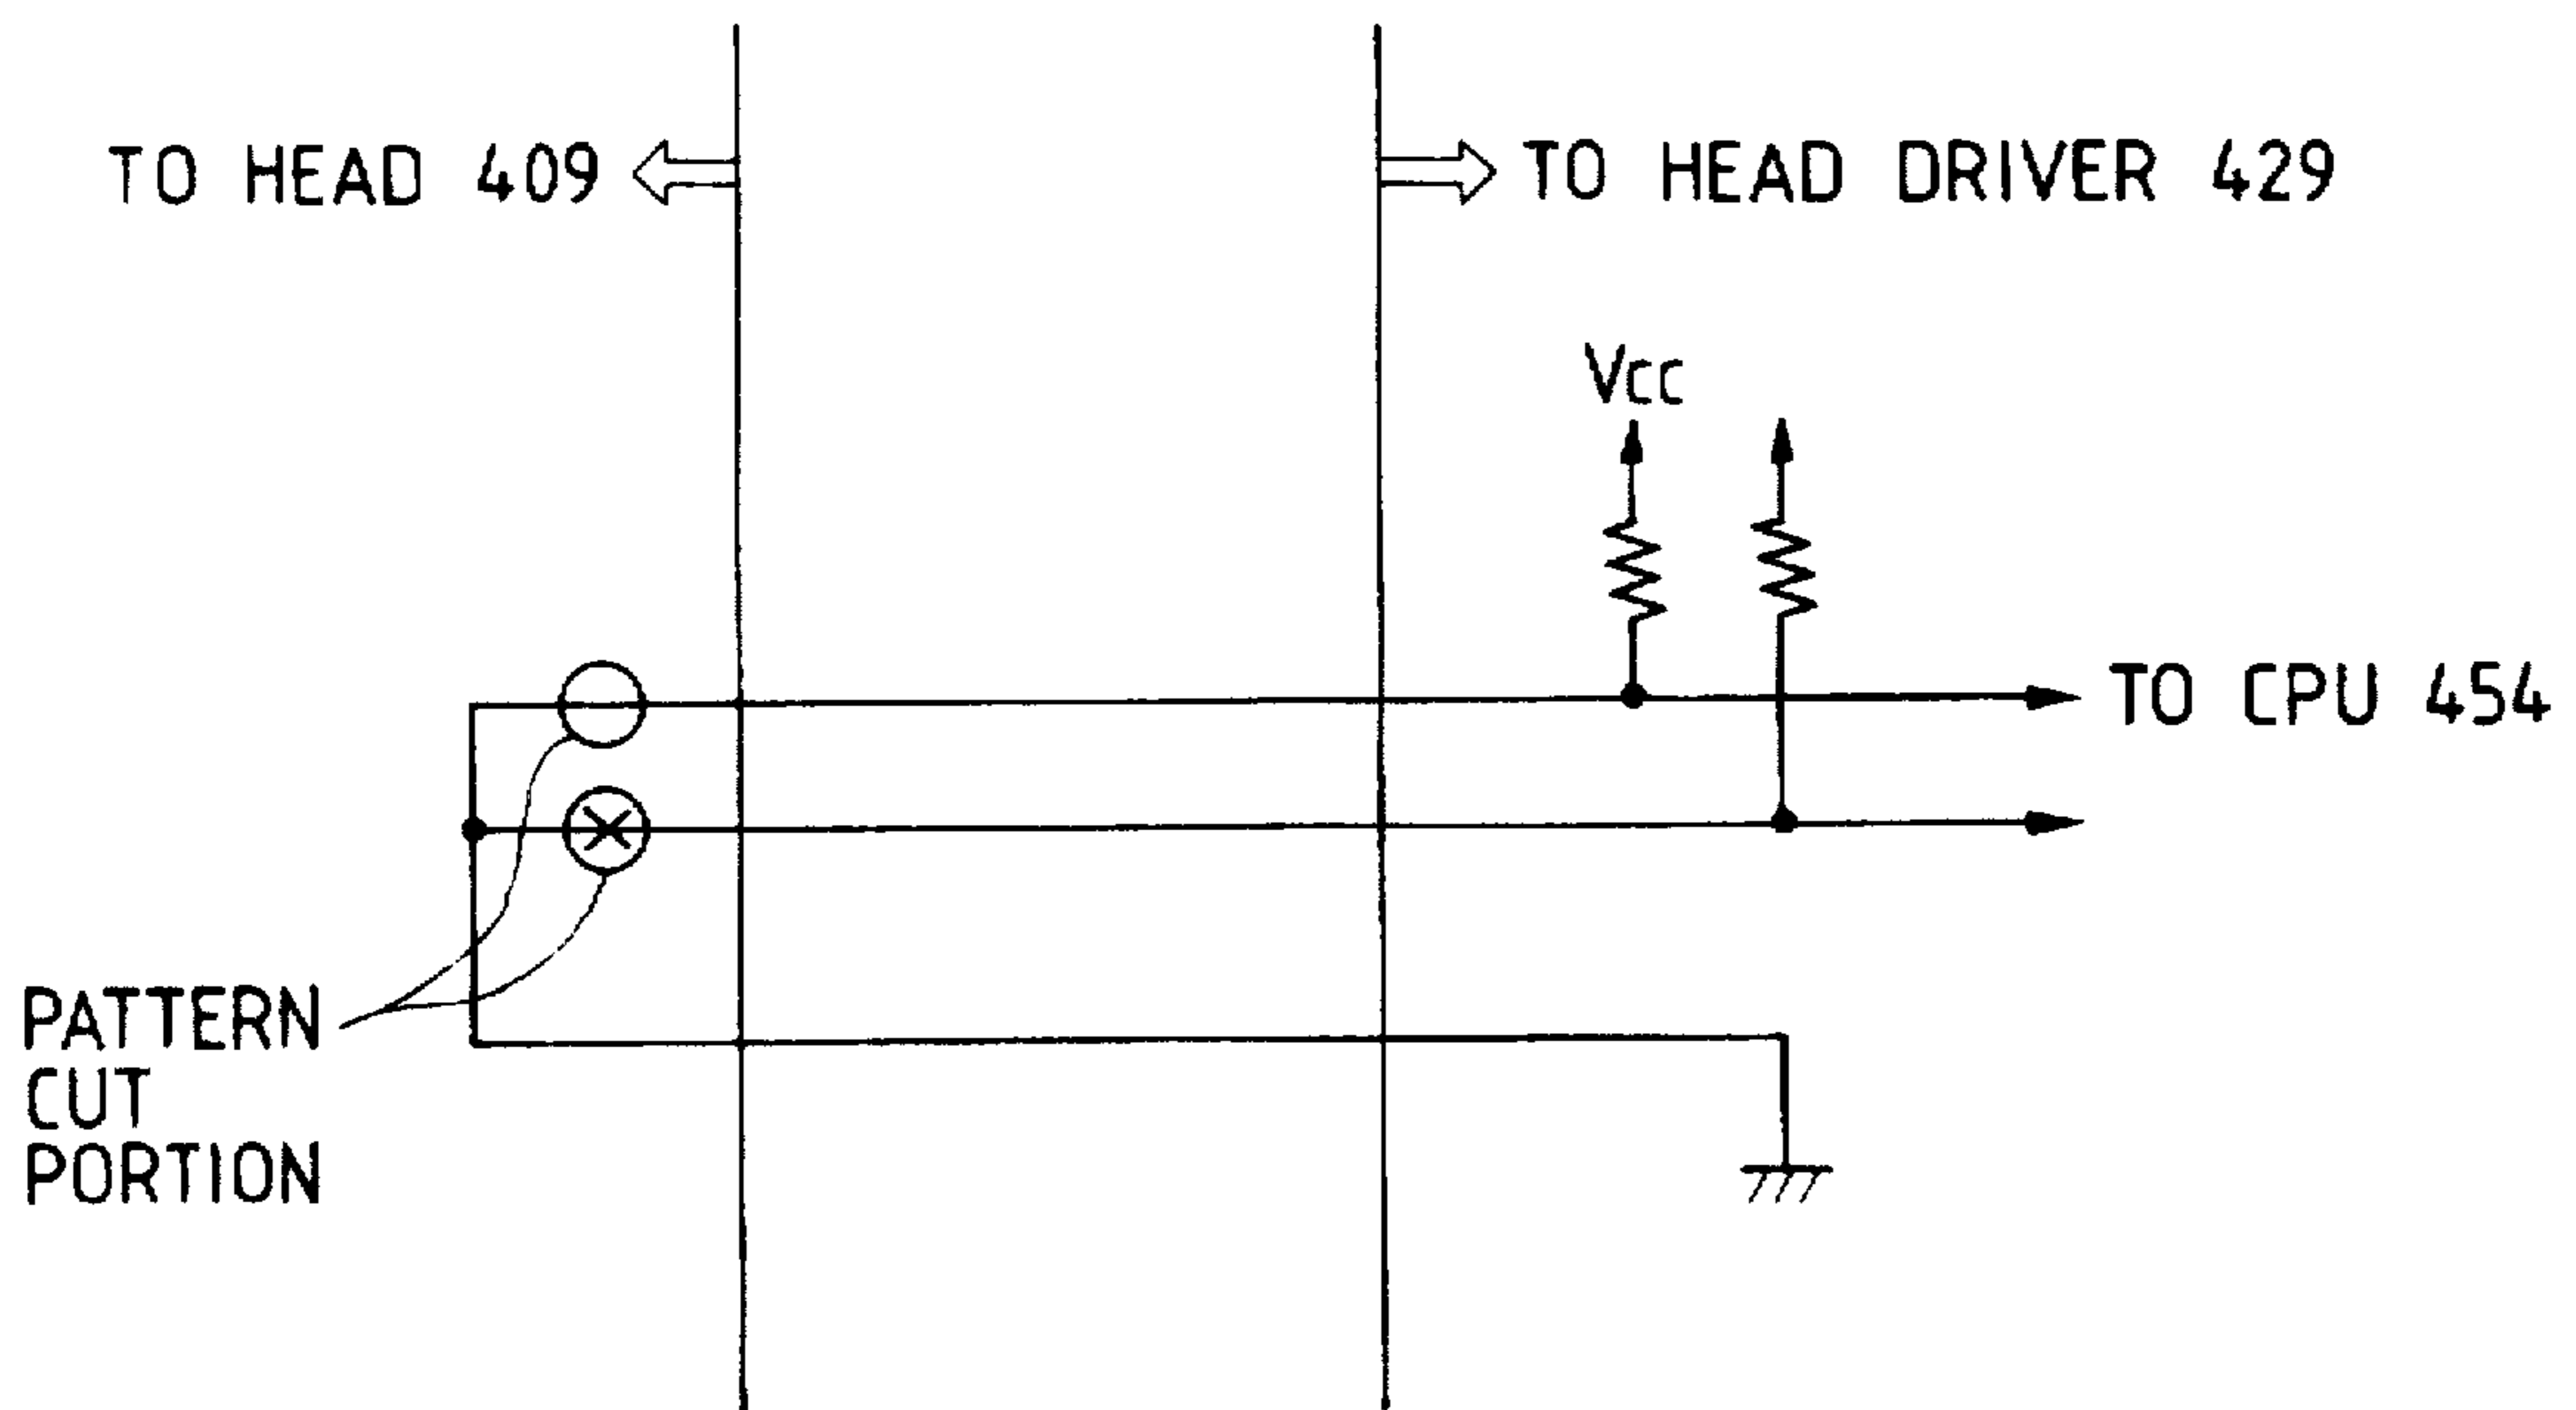 TO HEAD 409
TO HEAD DRIVER 429
Vcc
TO CPU 454
PATTERN
CUT
PORTION